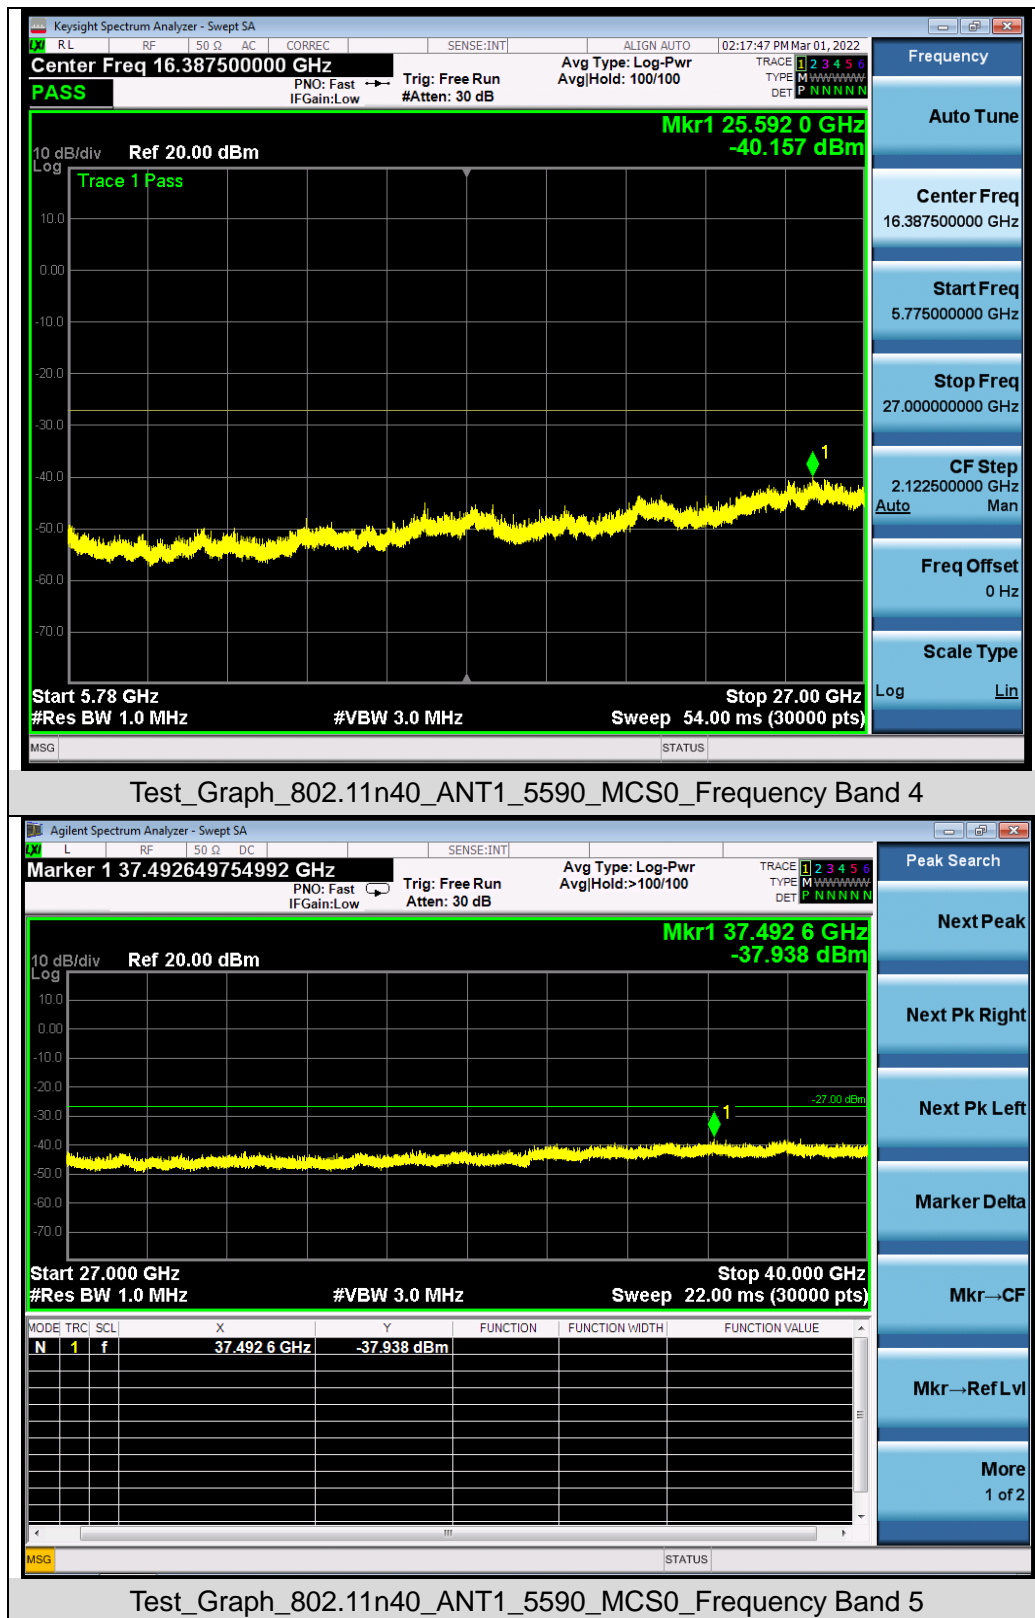 Keysight Spectrum Analyzer - Swept SA
LXI RL RF 50 Ω AC CORREC SENSE:INT ALIGN AUTO 02:17:47 PM Mar 01, 2022
Center Freq 16.387500000 GHz
PASS
PNO: Fast
IFGain:Low
Trig: Free Run
#Atten: 30 dB
Avg Type: Log-Pwr
Avg|Hold: 100/100
TRACE 1 2 3 4 5 6
TYPE M W W W W W
DET P N N N N N
Mkr1 25.592 0 GHz
-40.157 dBm
10 dB/div Ref 20.00 dBm
Log
Trace 1 Pass
10.0
0.00
-10.0
-20.0
-30.0
-40.0
-50.0
-60.0
-70.0
1
Start 5.78 GHz Stop 27.00 GHz
#Res BW 1.0 MHz #VBW 3.0 MHz Sweep 54.00 ms (30000 pts)
MSG STATUS
Frequency
Auto Tune
Center Freq
16.387500000 GHz
Start Freq
5.775000000 GHz
Stop Freq
27.000000000 GHz
CF Step
2.122500000 GHz
Auto Man
Freq Offset
0 Hz
Scale Type
Log Lin
Test_Graph_802.11n40_ANT1_5590_MCS0_Frequency Band 4
Agilent Spectrum Analyzer - Swept SA
LXI L RF 50 Ω DC SENSE:INT
Marker 1 37.492649754992 GHz
PNO: Fast
IFGain:Low
Trig: Free Run
Atten: 30 dB
Avg Type: Log-Pwr
Avg|Hold:>100/100
TRACE 1 2 3 4 5 6
TYPE M W W W W W
DET P N N N N N
Mkr1 37.492 6 GHz
-37.938 dBm
10 dB/div Ref 20.00 dBm
Log
10.0
0.00
-10.0
-20.0
-30.0
-40.0
-50.0
-60.0
-70.0
-27.00 dBm
1
Start 27.000 GHz Stop 40.000 GHz
#Res BW 1.0 MHz #VBW 3.0 MHz Sweep 22.00 ms (30000 pts)
MODE TRC SCL X Y FUNCTION FUNCTION WIDTH FUNCTION VALUE
N 1 f 37.492 6 GHz -37.938 dBm
MSG STATUS
Peak Search
Next Peak
Next Pk Right
Next Pk Left
Marker Delta
Mkr→CF
Mkr→Ref Lvl
More
1 of 2
Test_Graph_802.11n40_ANT1_5590_MCS0_Frequency Band 5